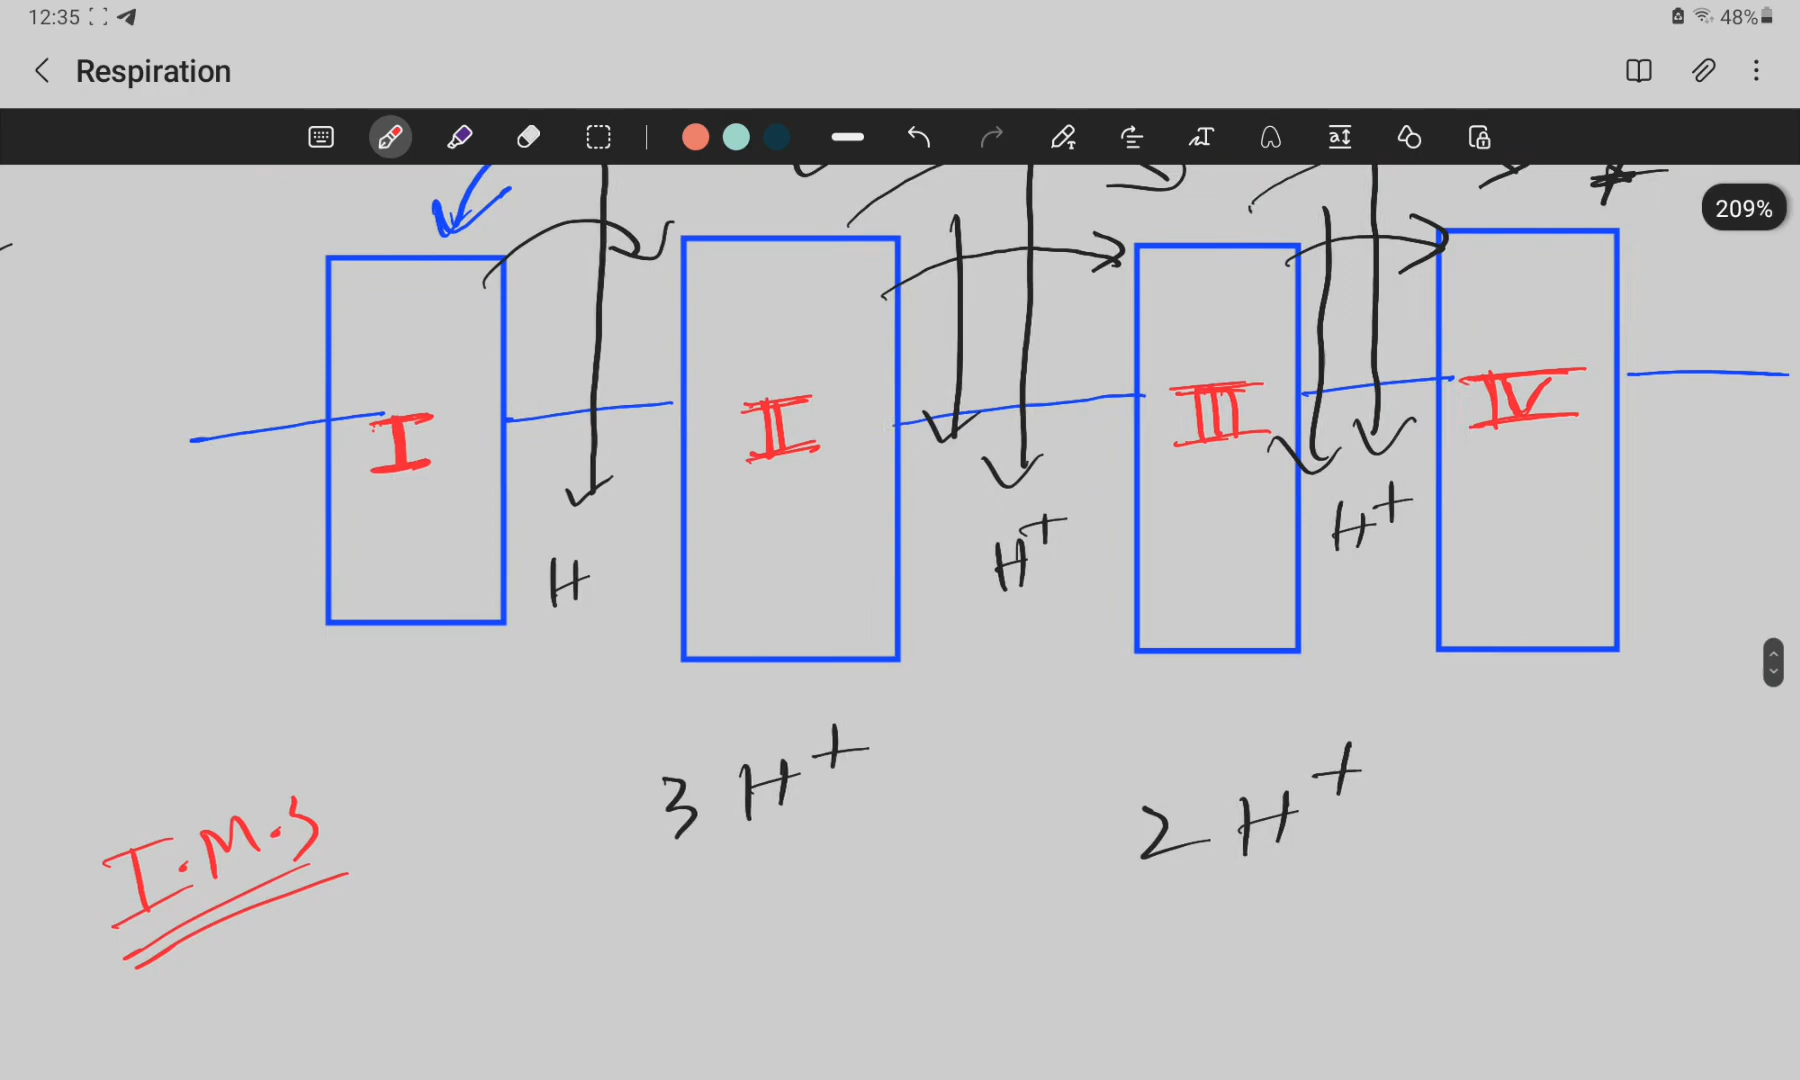 12:35 48%
Respiration
209%
I II III IV
H H+ H+
3 H+ 2 H+
I.M.S